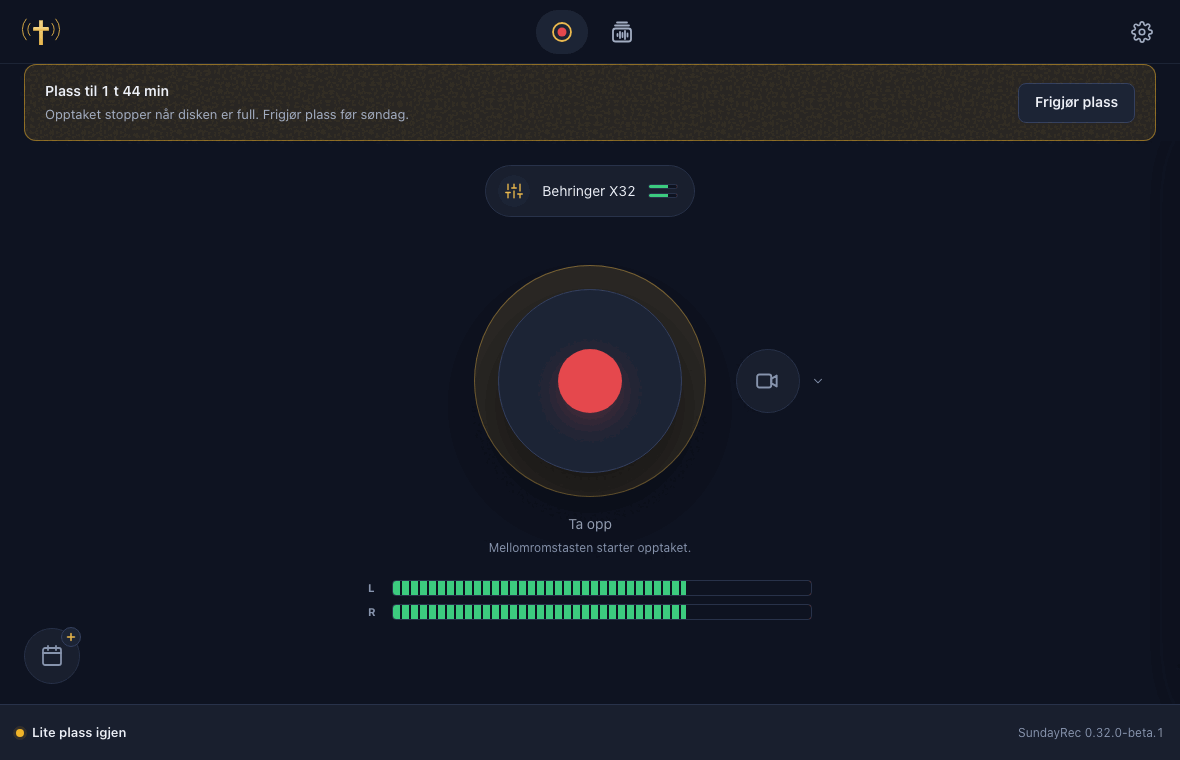 Plass til 1 t 44 min
Opptaket stopper når disken er full. Frigjør plass før søndag.
Frigjør plass
Behringer X32
Ta opp
Mellomromstasten starter opptaket.
L
R
Lite plass igjen
SundayRec 0.32.0-beta.1